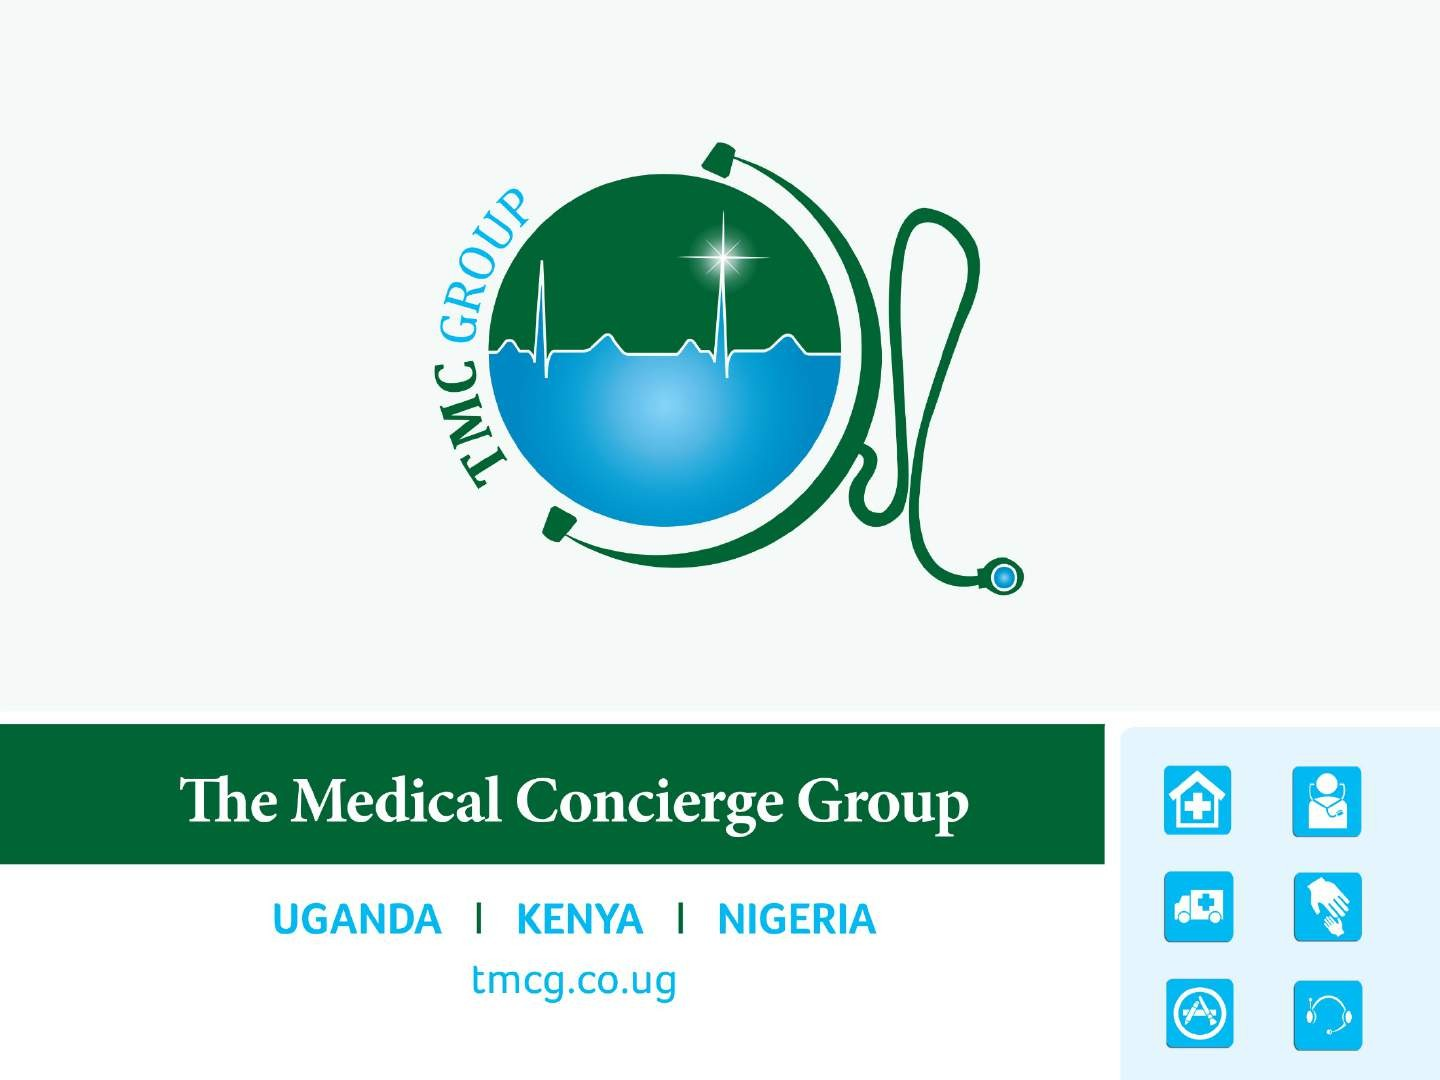 TMC GROUP
The Medical Concierge Group
UGANDA | KENYA | NIGERIA
tmcg.co.ug